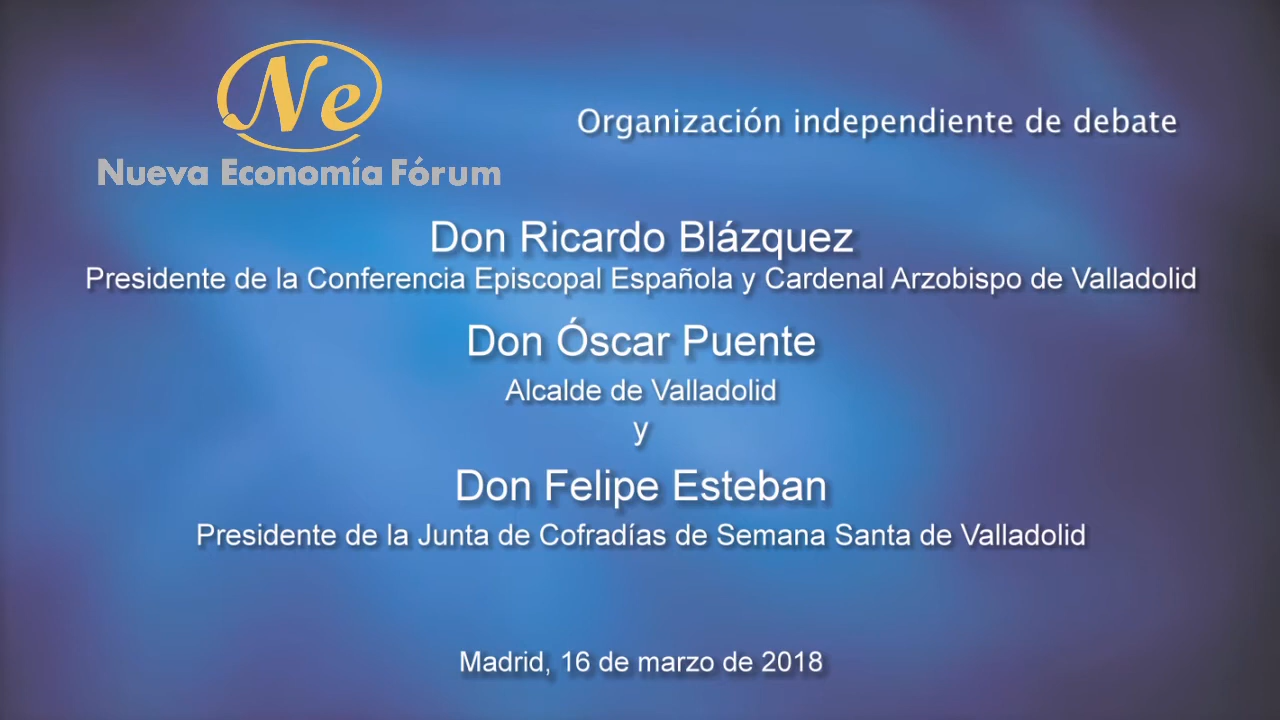 Ne
Nueva Economía Fórum
Organización independiente de debate
Don Ricardo Blázquez
Presidente de la Conferencia Episcopal Española y Cardenal Arzobispo de Valladolid
Don Óscar Puente
Alcalde de Valladolid
y
Don Felipe Esteban
Presidente de la Junta de Cofradías de Semana Santa de Valladolid
Madrid, 16 de marzo de 2018